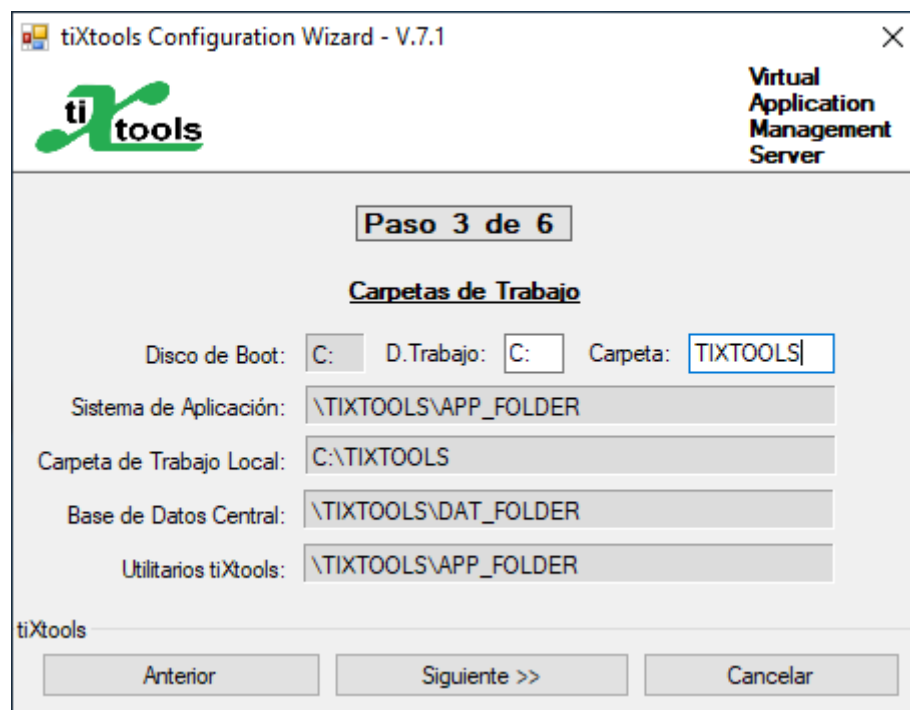 tiXtools Configuration Wizard - V.7.1
ti
tools
Virtual
Application
Management
Server
Paso 3 de 6
Carpetas de Trabajo
Disco de Boot: C: D.Trabajo: C: Carpeta: TIXTOOLS
Sistema de Aplicación: \TIXTOOLS\APP_FOLDER
Carpeta de Trabajo Local: C:\TIXTOOLS
Base de Datos Central: \TIXTOOLS\DAT_FOLDER
Utilitarios tiXtools: \TIXTOOLS\APP_FOLDER
tiXtools
Anterior Siguiente >> Cancelar